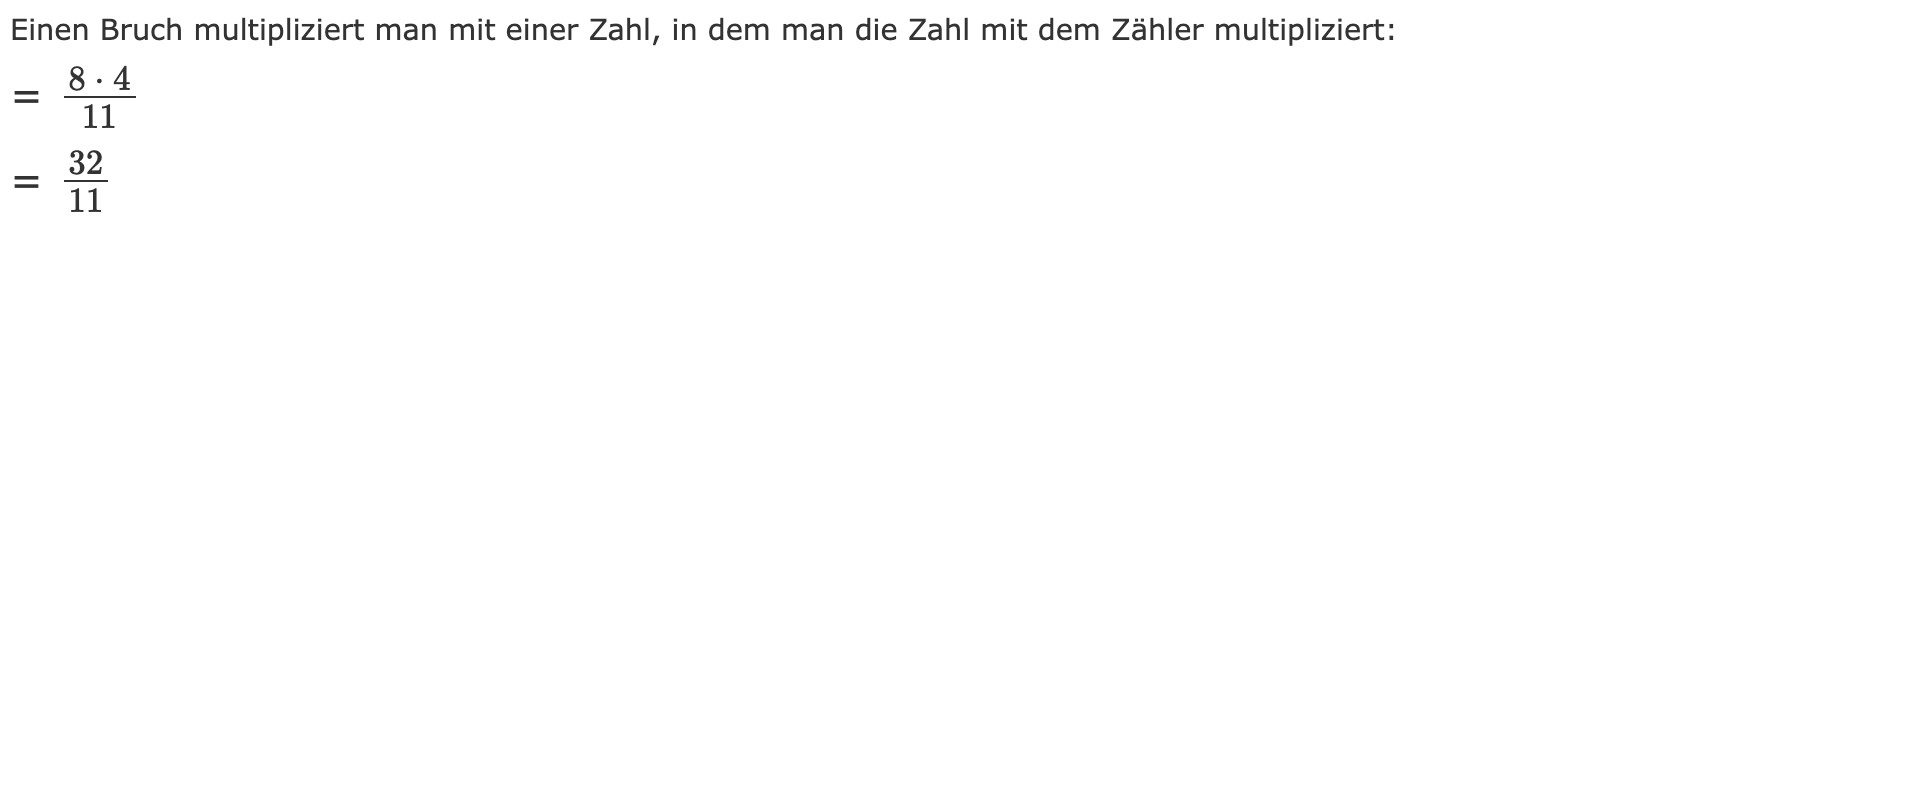 Einen Bruch multipliziert man mit einer Zahl, in dem man die Zahl mit dem Zähler multipliziert:
= \frac{8 \cdot 4}{11}
= \frac{32}{11}